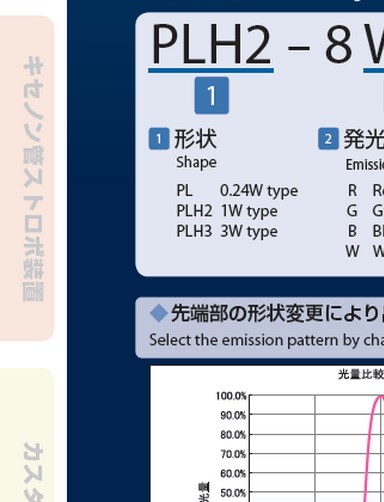 キセノン管ストロボ装置
カスタ
PLH2 – 8
1
1 形状
Shape
PL 0.24W type
PLH2 1W type
PLH3 3W type
2 発光
Emissi
R
G G
B
W W
◆先端部の形状変更により
Select the emission pattern by cha
光量比較
100.0%
90.0%
80.0%
70.0%
60.0%
50.0%
光量